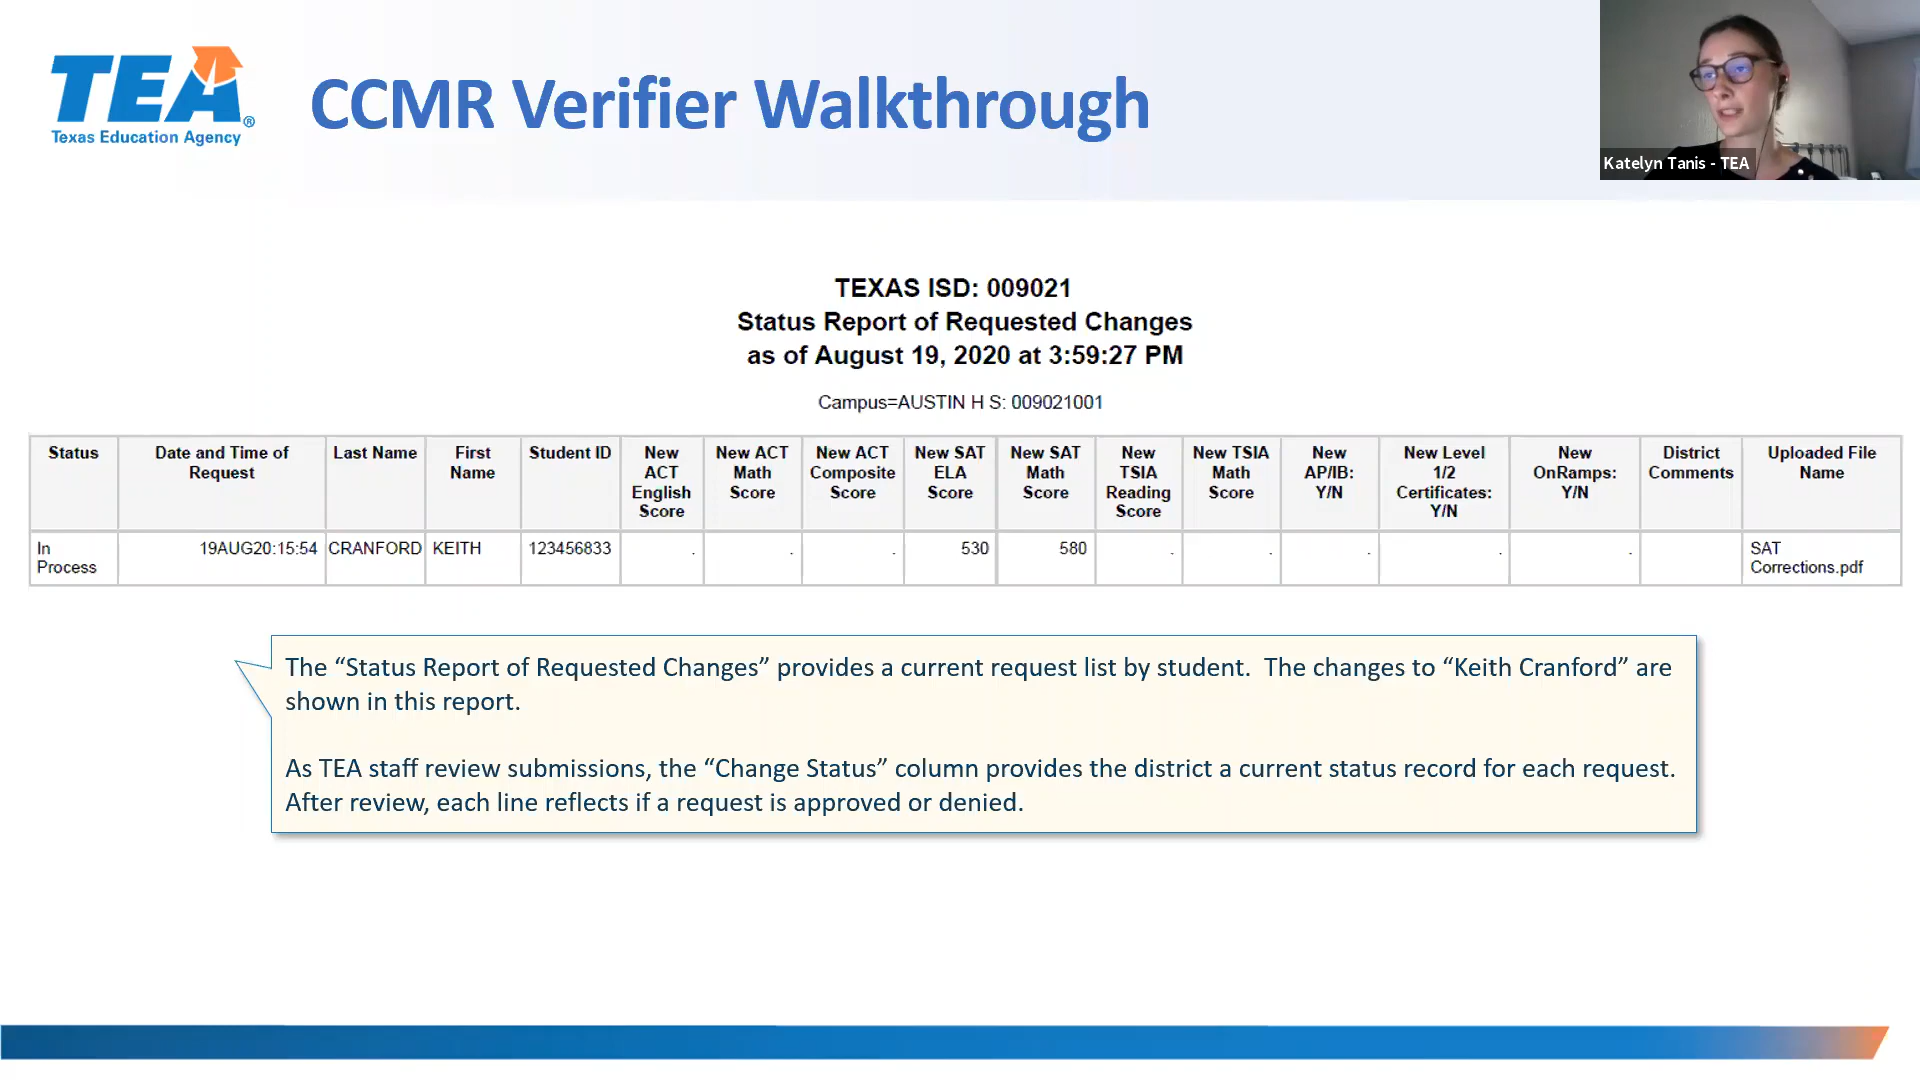 TEA®
Texas Education Agency
CCMR Verifier Walkthrough
Katelyn Tanis - TEA
TEXAS ISD: 009021
Status Report of Requested Changes
as of August 19, 2020 at 3:59:27 PM
Campus=AUSTIN H S: 009021001
Status
Date and Time of
Request
Last Name
First
Name
Student ID
New
ACT
English
Score
New ACT
Math
Score
New ACT
Composite
Score
New SAT
ELA
Score
New SAT
Math
Score
New
TSIA
Reading
Score
New TSIA
Math
Score
New
AP/IB:
Y/N
New Level
1/2
Certificates:
Y/N
New
OnRamps:
Y/N
District
Comments
Uploaded File
Name
In
Process
19AUG20:15:54
CRANFORD
KEITH
123456833
.
.
.
530
580
.
.
.
.
.
SAT
Corrections.pdf
The “Status Report of Requested Changes” provides a current request list by student.  The changes to “Keith Cranford” are
shown in this report.
As TEA staff review submissions, the “Change Status” column provides the district a current status record for each request.
After review, each line reflects if a request is approved or denied.